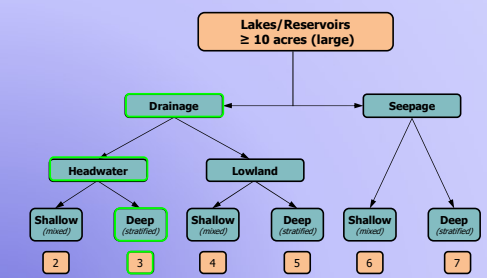 Lakes/Reservoirs
≥ 10 acres (large)
Drainage
Seepage
Headwater
Lowland
Shallow
(mixed)
Deep
(stratified)
Shallow
(mixed)
Deep
(stratified)
Shallow
(mixed)
Deep
(stratified)
2
3
4
5
6
7